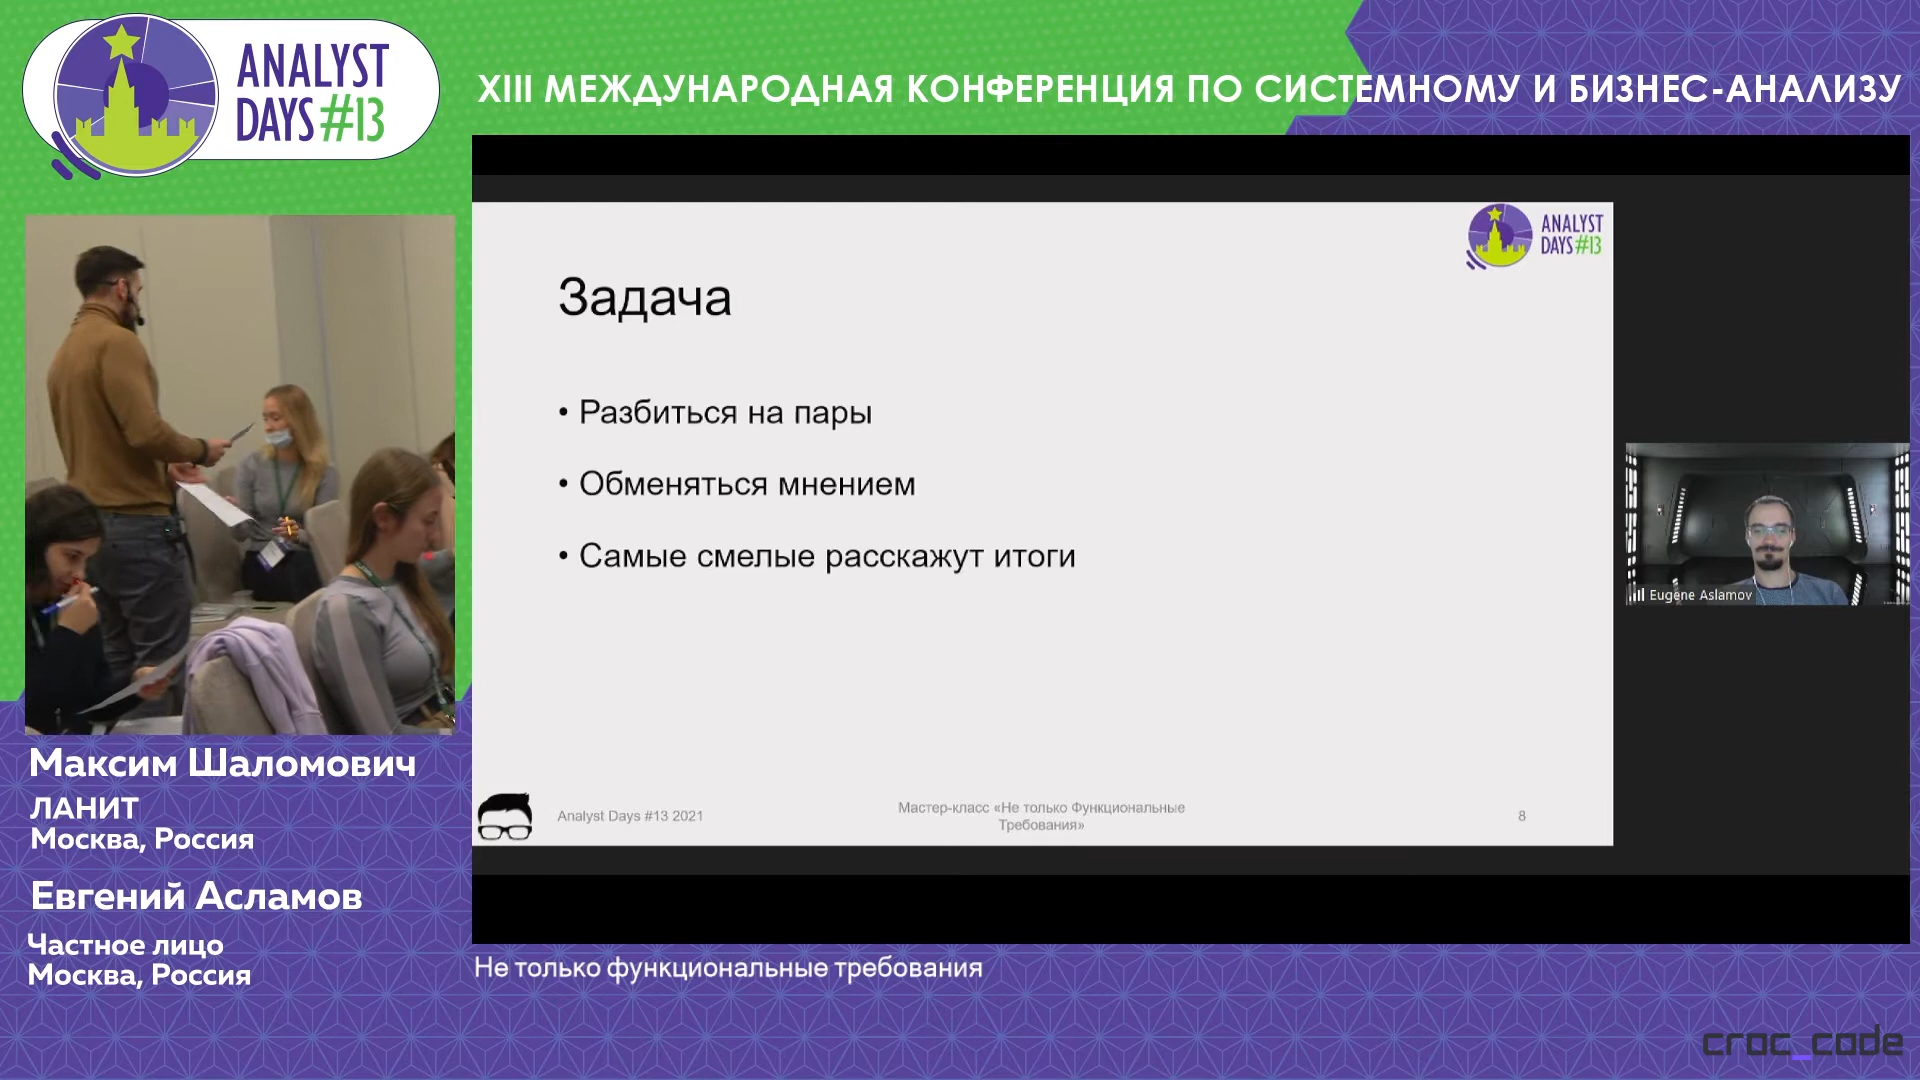 ANALYST
DAYS #13
XIII МЕЖДУНАРОДНАЯ КОНФЕРЕНЦИЯ ПО СИСТЕМНОМУ И БИЗНЕС-АНАЛИЗУ
ANALYST
DAYS #13
Задача
• Разбиться на пары
• Обменяться мнением
• Самые смелые расскажут итоги
Analyst Days #13 2021
Мастер-класс «Не только Функциональные
Требования»
8
Eugene Aslamov
Максим Шаломович
ЛАНИТ
Москва, Россия
Евгений Асламов
Частное лицо
Москва, Россия
Не только функциональные требования
croc_code